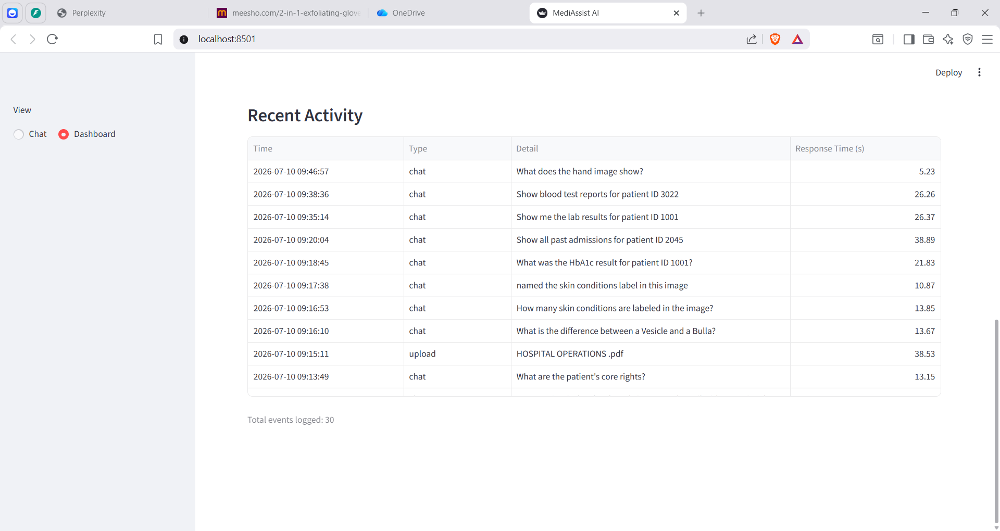 Perplexity
meesho.com/2-in-1-exfoliating-glove
OneDrive
MediAssist AI
localhost:8501
Deploy
View
Chat
Dashboard
Recent Activity
Time Type Detail Response Time (s)
2026-07-10 09:46:57 chat What does the hand image show? 5.23
2026-07-10 09:38:36 chat Show blood test reports for patient ID 3022 26.26
2026-07-10 09:35:14 chat Show me the lab results for patient ID 1001 26.37
2026-07-10 09:20:04 chat Show all past admissions for patient ID 2045 38.89
2026-07-10 09:18:45 chat What was the HbA1c result for patient ID 1001? 21.83
2026-07-10 09:17:38 chat named the skin conditions label in this image 10.87
2026-07-10 09:16:53 chat How many skin conditions are labeled in the image? 13.85
2026-07-10 09:16:10 chat What is the difference between a Vesicle and a Bulla? 13.67
2026-07-10 09:15:11 upload HOSPITAL OPERATIONS .pdf 38.53
2026-07-10 09:13:49 chat What are the patient's core rights? 13.15
Total events logged: 30